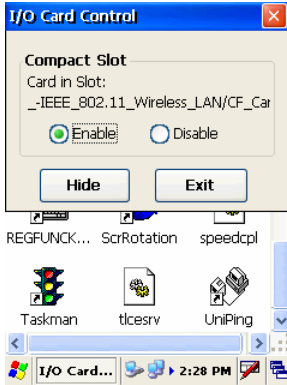 I/O Card Control
Compact Slot
Card in Slot:
_-IEEE_802.11_Wireless_LAN/CF_Car
Enable
Disable
Hide
Exit
REGFUNCK... ScrRotation speedcpl
Taskman tlcesrv UniPing
I/O Card... 2:28 PM